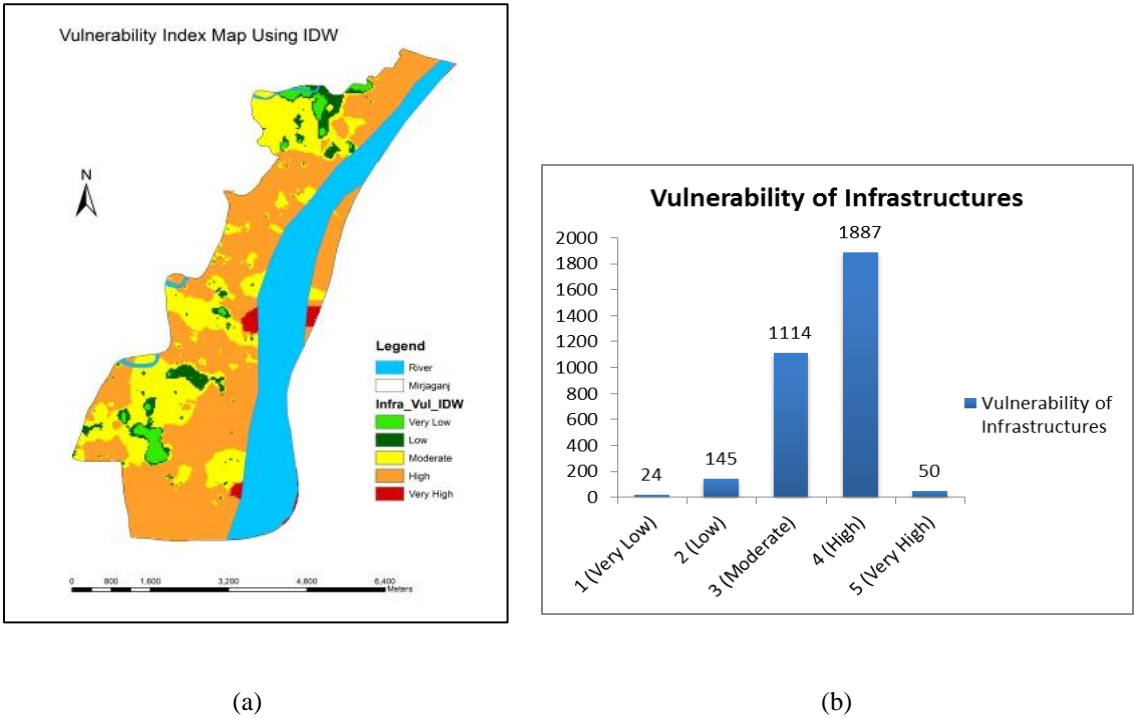 Vulnerability Index Map Using IDW
N
Legend
River
Mirjaganj
Infra_Vul_IDW
Very Low
Low
Moderate
High
Very High
0 800 1,600 3,200 4,800 6,400
Meters
(a)
Vulnerability of Infrastructures
2000
1800
1600
1400
1200
1000
800
600
400
200
0
24
145
1114
1887
50
1 (Very Low)
2 (Low)
3 (Moderate)
4 (High)
5 (Very High)
Vulnerability of
Infrastructures
(b)